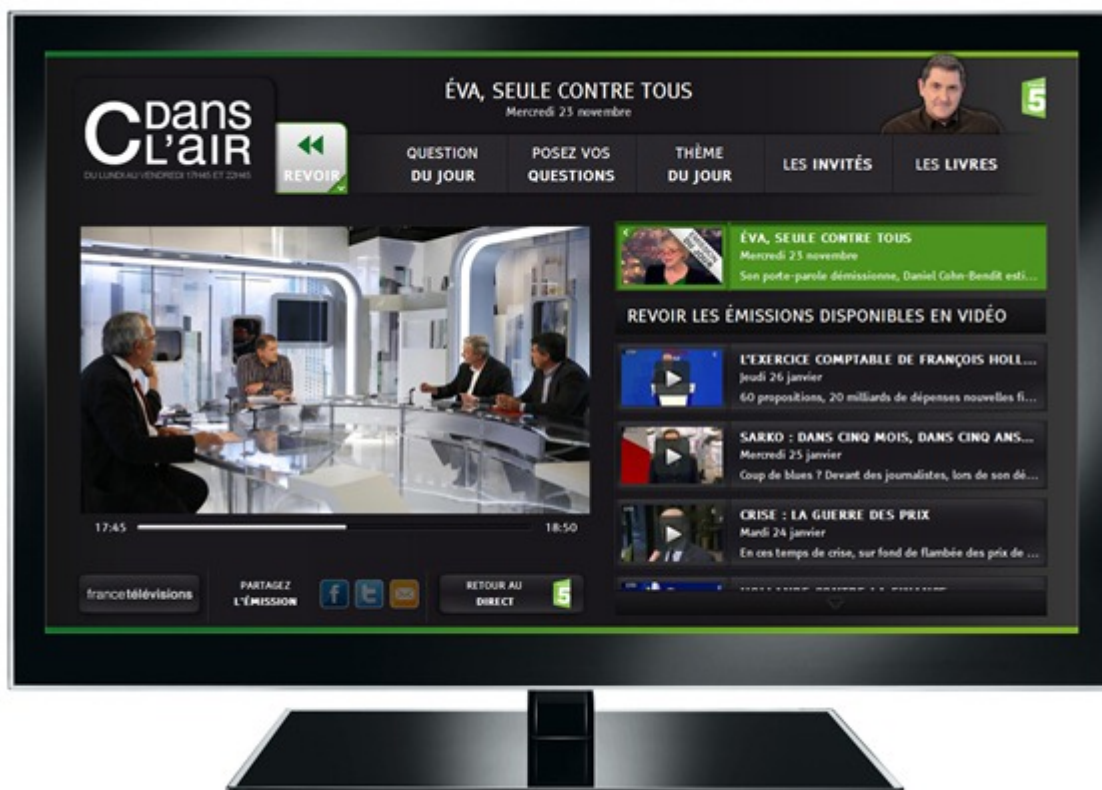 C DANS L'AIR
DU LUNDI AU VENDREDI 17H45 ET 22H45
ÉVA, SEULE CONTRE TOUS
Mercredi 23 novembre
5
REVOIR
QUESTION
DU JOUR
POSEZ VOS
QUESTIONS
THÈME
DU JOUR
LES INVITÉS
LES LIVRES
17:45
18:50
ÉMISSION
DU JOUR
ÉVA, SEULE CONTRE TOUS
Mercredi 23 novembre
Son porte-parole démissionne, Daniel Cohn-Bendit esti...
REVOIR LES ÉMISSIONS DISPONIBLES EN VIDÉO
L'EXERCICE COMPTABLE DE FRANÇOIS HOLL...
Jeudi 26 janvier
60 propositions, 20 milliards de dépenses nouvelles fi...
SARKO : DANS CINQ MOIS, DANS CINQ ANS...
Mercredi 25 janvier
Coup de blues ? Devant des journalistes, lors de son dé...
CRISE : LA GUERRE DES PRIX
Mardi 24 janvier
En ces temps de crise, sur fond de flambée des prix de ...
francetélévisions
PARTAGEZ
L'ÉMISSION
f
t
RETOUR AU
DIRECT
5